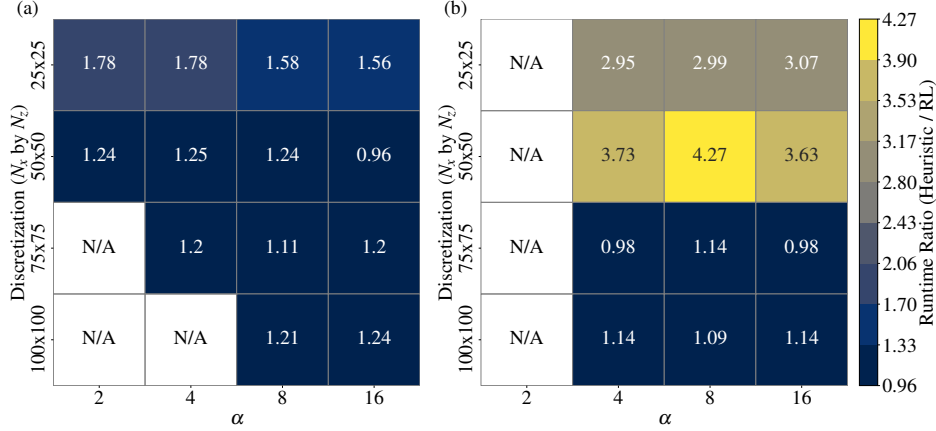 (a)
Discretization (N_x by N_z)
25x25
1.78
1.78
1.58
1.56
50x50
1.24
1.25
1.24
0.96
75x75
N/A
1.2
1.11
1.2
100x100
N/A
N/A
1.21
1.24
2
4
8
16
α
(b)
Discretization (N_x by N_z)
25x25
N/A
2.95
2.99
3.07
50x50
N/A
3.73
4.27
3.63
75x75
N/A
0.98
1.14
0.98
100x100
N/A
1.14
1.09
1.14
2
4
8
16
α
4.27
3.90
3.53
3.17
2.80
2.43
2.06
1.70
1.33
0.96
Runtime Ratio (Heuristic / RL)